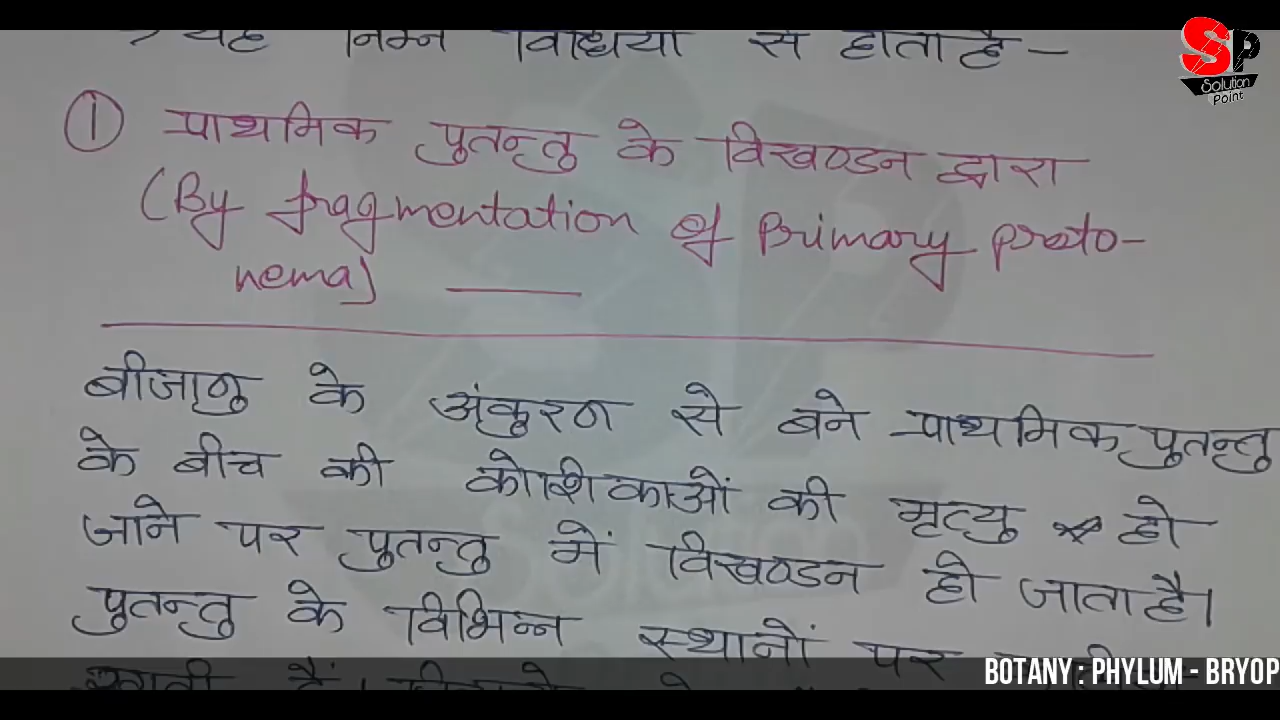 यह निम्न विधियों से होता है –
① प्राथमिक पुतन्तु के विखण्डन द्वारा
(By fragmentation of Primary proto-
nema) ——
बीजाणु के अंकुरण से बने प्राथमिक पुतन्तु
के बीच की कोशिकाओं की मृत्यु हो
जाने पर पुतन्तु में विखण्डन हो जाता है।
पुतन्तु के विभिन्न स्थानों पर
SP
Solution
Point
BOTANY : PHYLUM - BRYOP